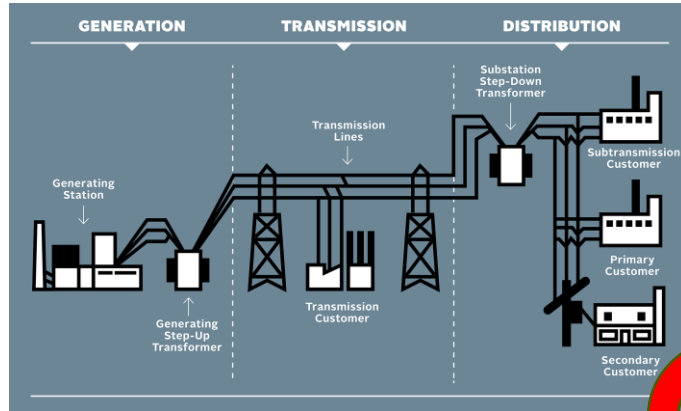 GENERATION
TRANSMISSION
DISTRIBUTION
Substation
Step-Down
Transformer
Transmission
Lines
Subtransmission
Customer
Generating
Station
Primary
Customer
Transmission
Customer
Generating
Step-Up
Transformer
Secondary
Customer